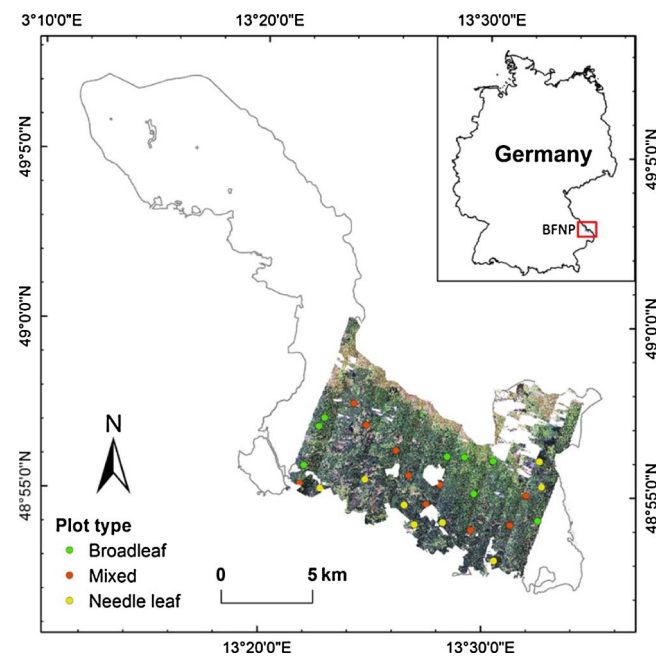 3°10'0"E 13°20'0"E 13°30'0"E
Germany
BFNP
49°5'0"N
49°5'0"N
49°0'0"N
49°0'0"N
N
48°55'0"N
48°55'0"N
Plot type
Broadleaf
Mixed
Needle leaf
0 5 km
13°20'0"E 13°30'0"E